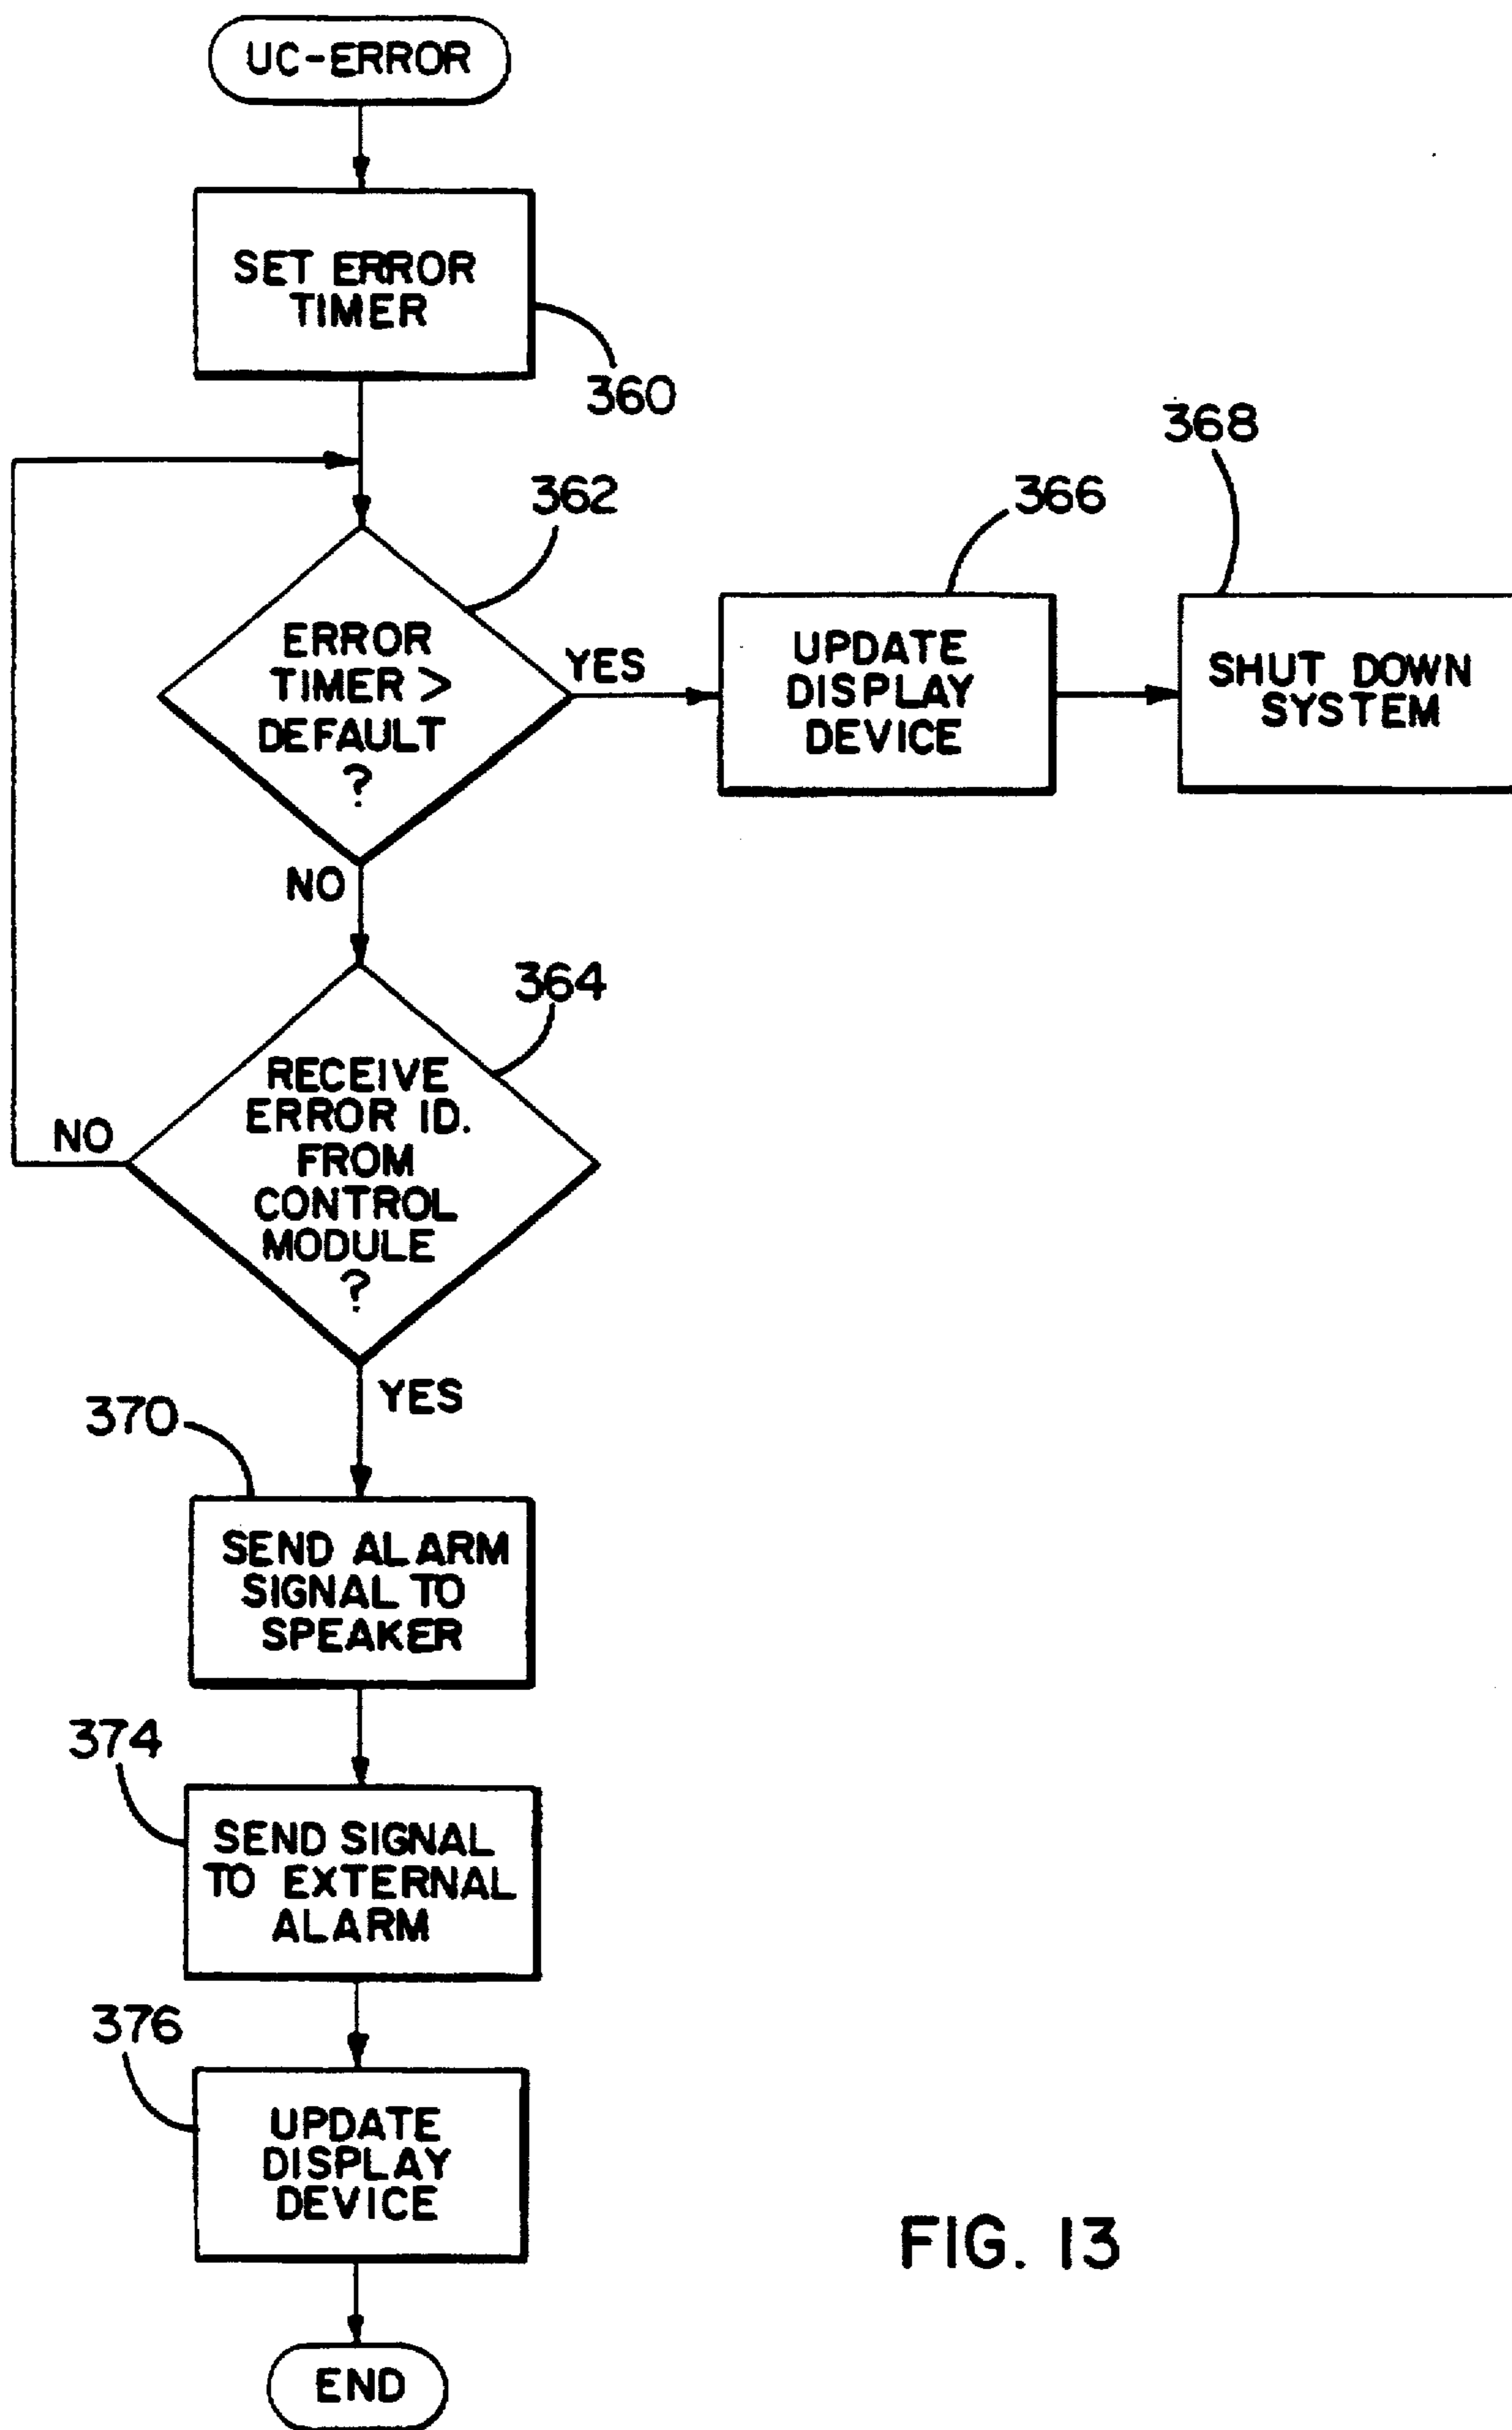 UC-ERROR
SET ERROR
TIMER
360
362
ERROR
TIMER >
DEFAULT
?
YES
366
UPDATE
DISPLAY
DEVICE
368
SHUT DOWN
SYSTEM
NO
364
RECEIVE
ERROR ID.
FROM
CONTROL
MODULE
?
NO
YES
370
SEND ALARM
SIGNAL TO
SPEAKER
374
SEND SIGNAL
TO EXTERNAL
ALARM
376
UPDATE
DISPLAY
DEVICE
END
FIG. 13